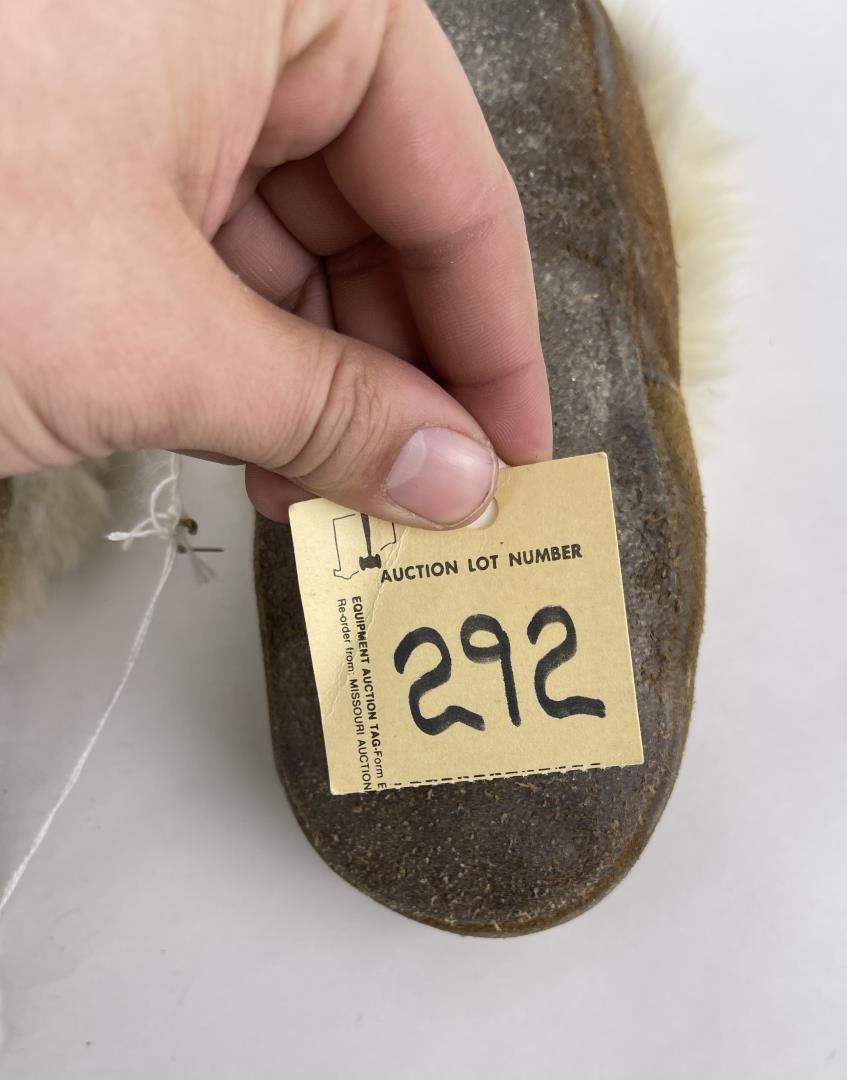 AUCTION LOT NUMBER
292
EQUIPMENT AUCTION TAG-Form E
Re-order from: MISSOURI AUCTION